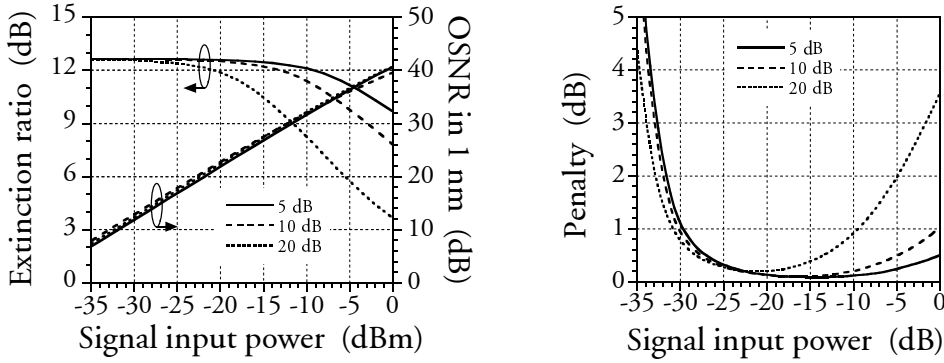 15
12
9
6
3
0
Extinction ratio (dB)
50
40
30
20
10
0
OSNR in 1 nm (dB)
5 dB
10 dB
20 dB
-35 -30 -25 -20 -15 -10 -5 0
Signal input power (dBm)
5
4
3
2
1
0
Penalty (dB)
5 dB
10 dB
20 dB
-35 -30 -25 -20 -15 -10 -5 0
Signal input power (dB)